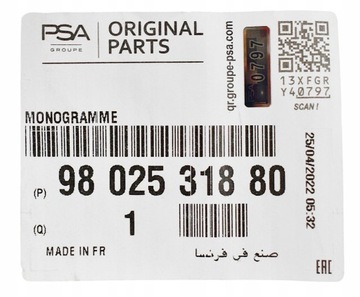 PSA
GROUPE
ORIGINAL
PARTS
10797
qr.groupe-psa.com
13XFGR
Y40797
SCAN!
MONOGRAMME
25/04/2022 05:32
(P) 98 025 318 80
(Q) 1
MADE IN FR
صنع في فرنسا
EAC